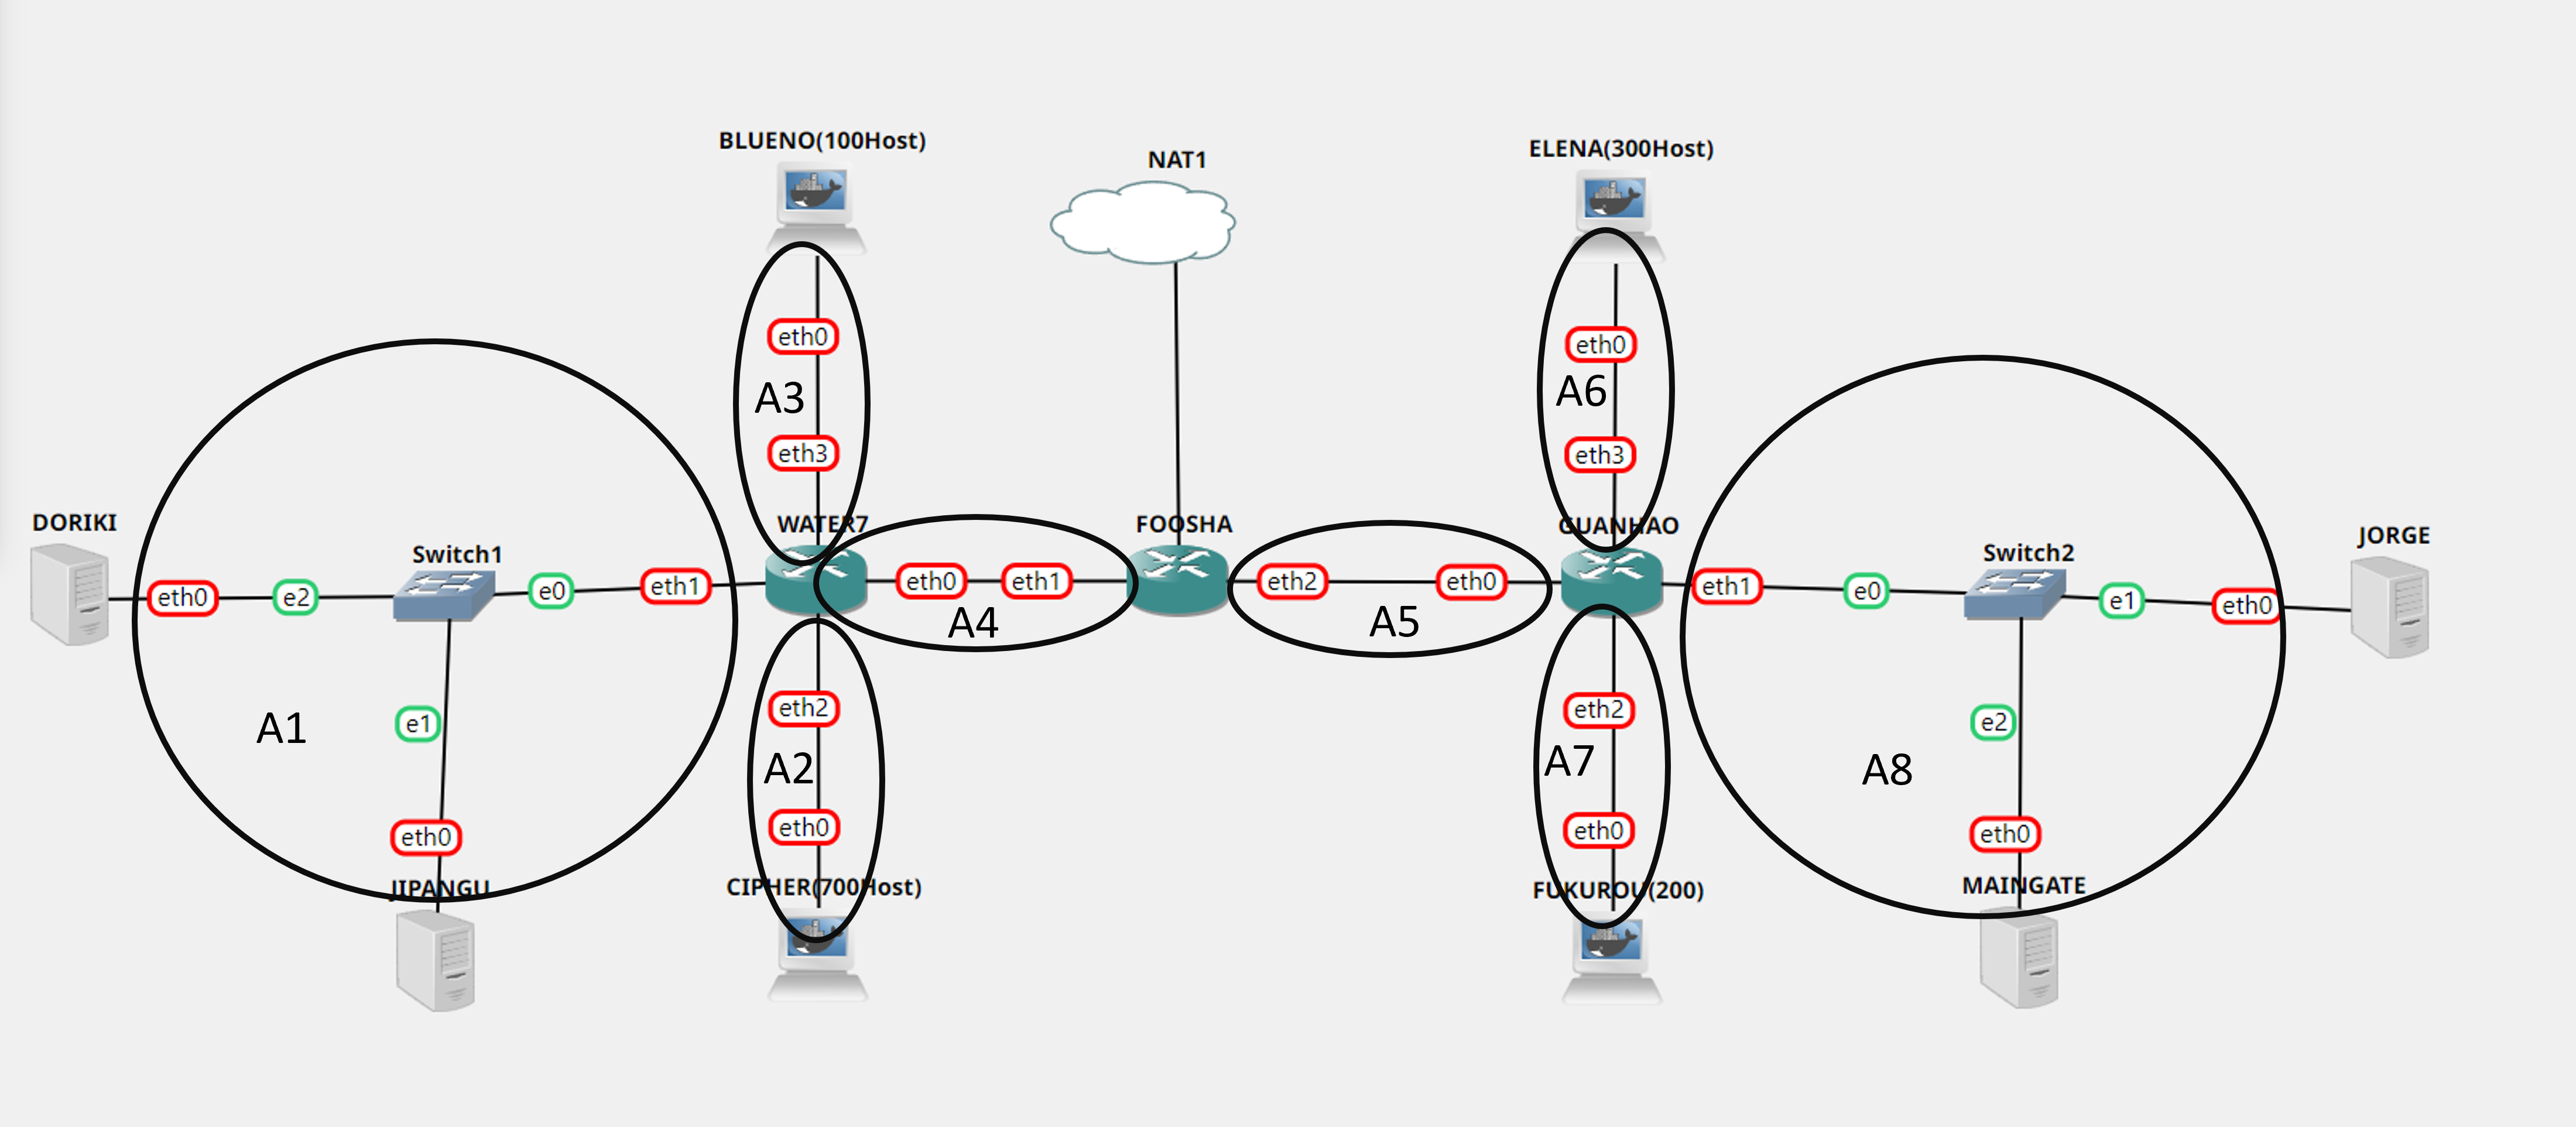 BLUENO(100Host)
ELENA(300Host)
NAT1
eth0
eth0
A3
A6
eth3
eth3
DORIKI
Switch1
WATER7
FOOSHA
GUANHAO
Switch2
JORGE
eth0
e2
e0
eth1
eth0
eth1
eth2
eth0
eth1
e0
e1
eth0
A4
A5
A1
e1
eth2
A2
eth0
eth2
A7
eth0
e2
A8
eth0
eth0
JIPANGU
CIPHER(700Host)
FUKUROU(200)
MAINGATE